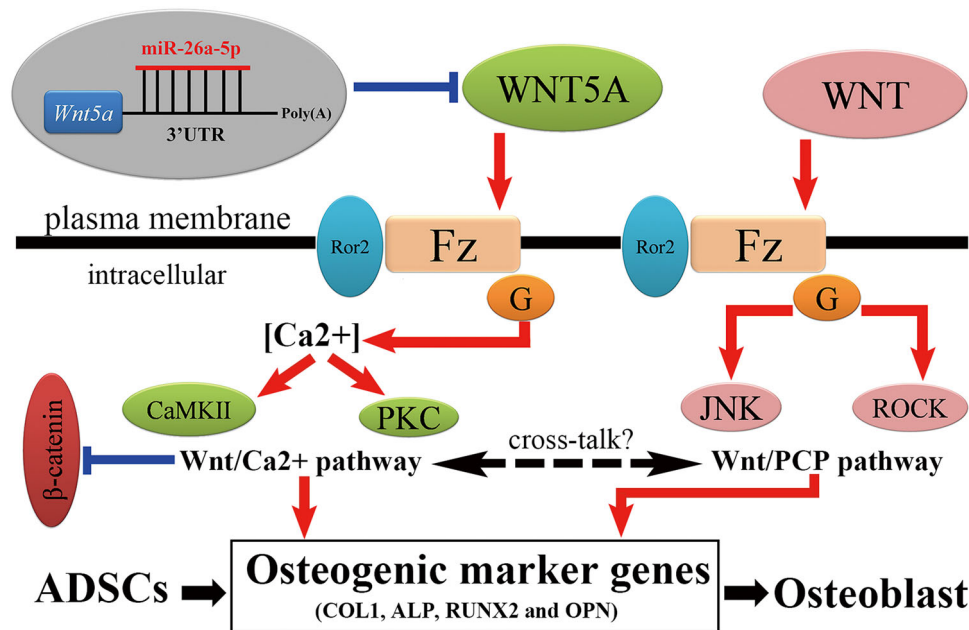 miR-26a-5p
Wnt5a
Poly(A)
3'UTR
WNT5A
WNT
plasma membrane
intracellular
Ror2
Fz
Ror2
Fz
G
G
[Ca2+]
CaMKII
PKC
JNK
ROCK
β-catenin
cross-talk?
Wnt/Ca2+ pathway
Wnt/PCP pathway
ADSCs
Osteogenic marker genes
(COL1, ALP, RUNX2 and OPN)
Osteoblast